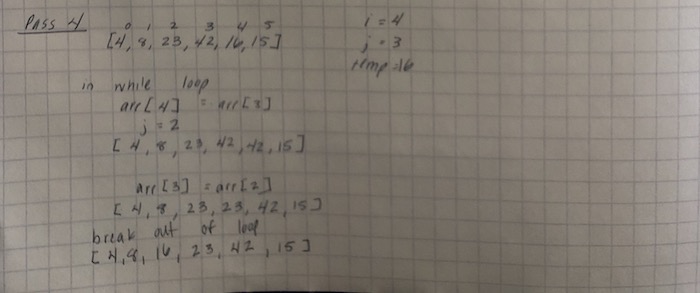 Pass 4
0 1 2 3 4 5
[4, 8, 23, 42, 16, 15]
i = 4
j = 3
temp = 16
in while loop
arr[4] = arr[3]
j = 2
[4, 8, 23, 42, 42, 15]
arr[3] = arr[2]
[4, 8, 23, 23, 42, 15]
break out of loop
[4, 8, 16, 23, 42, 15]